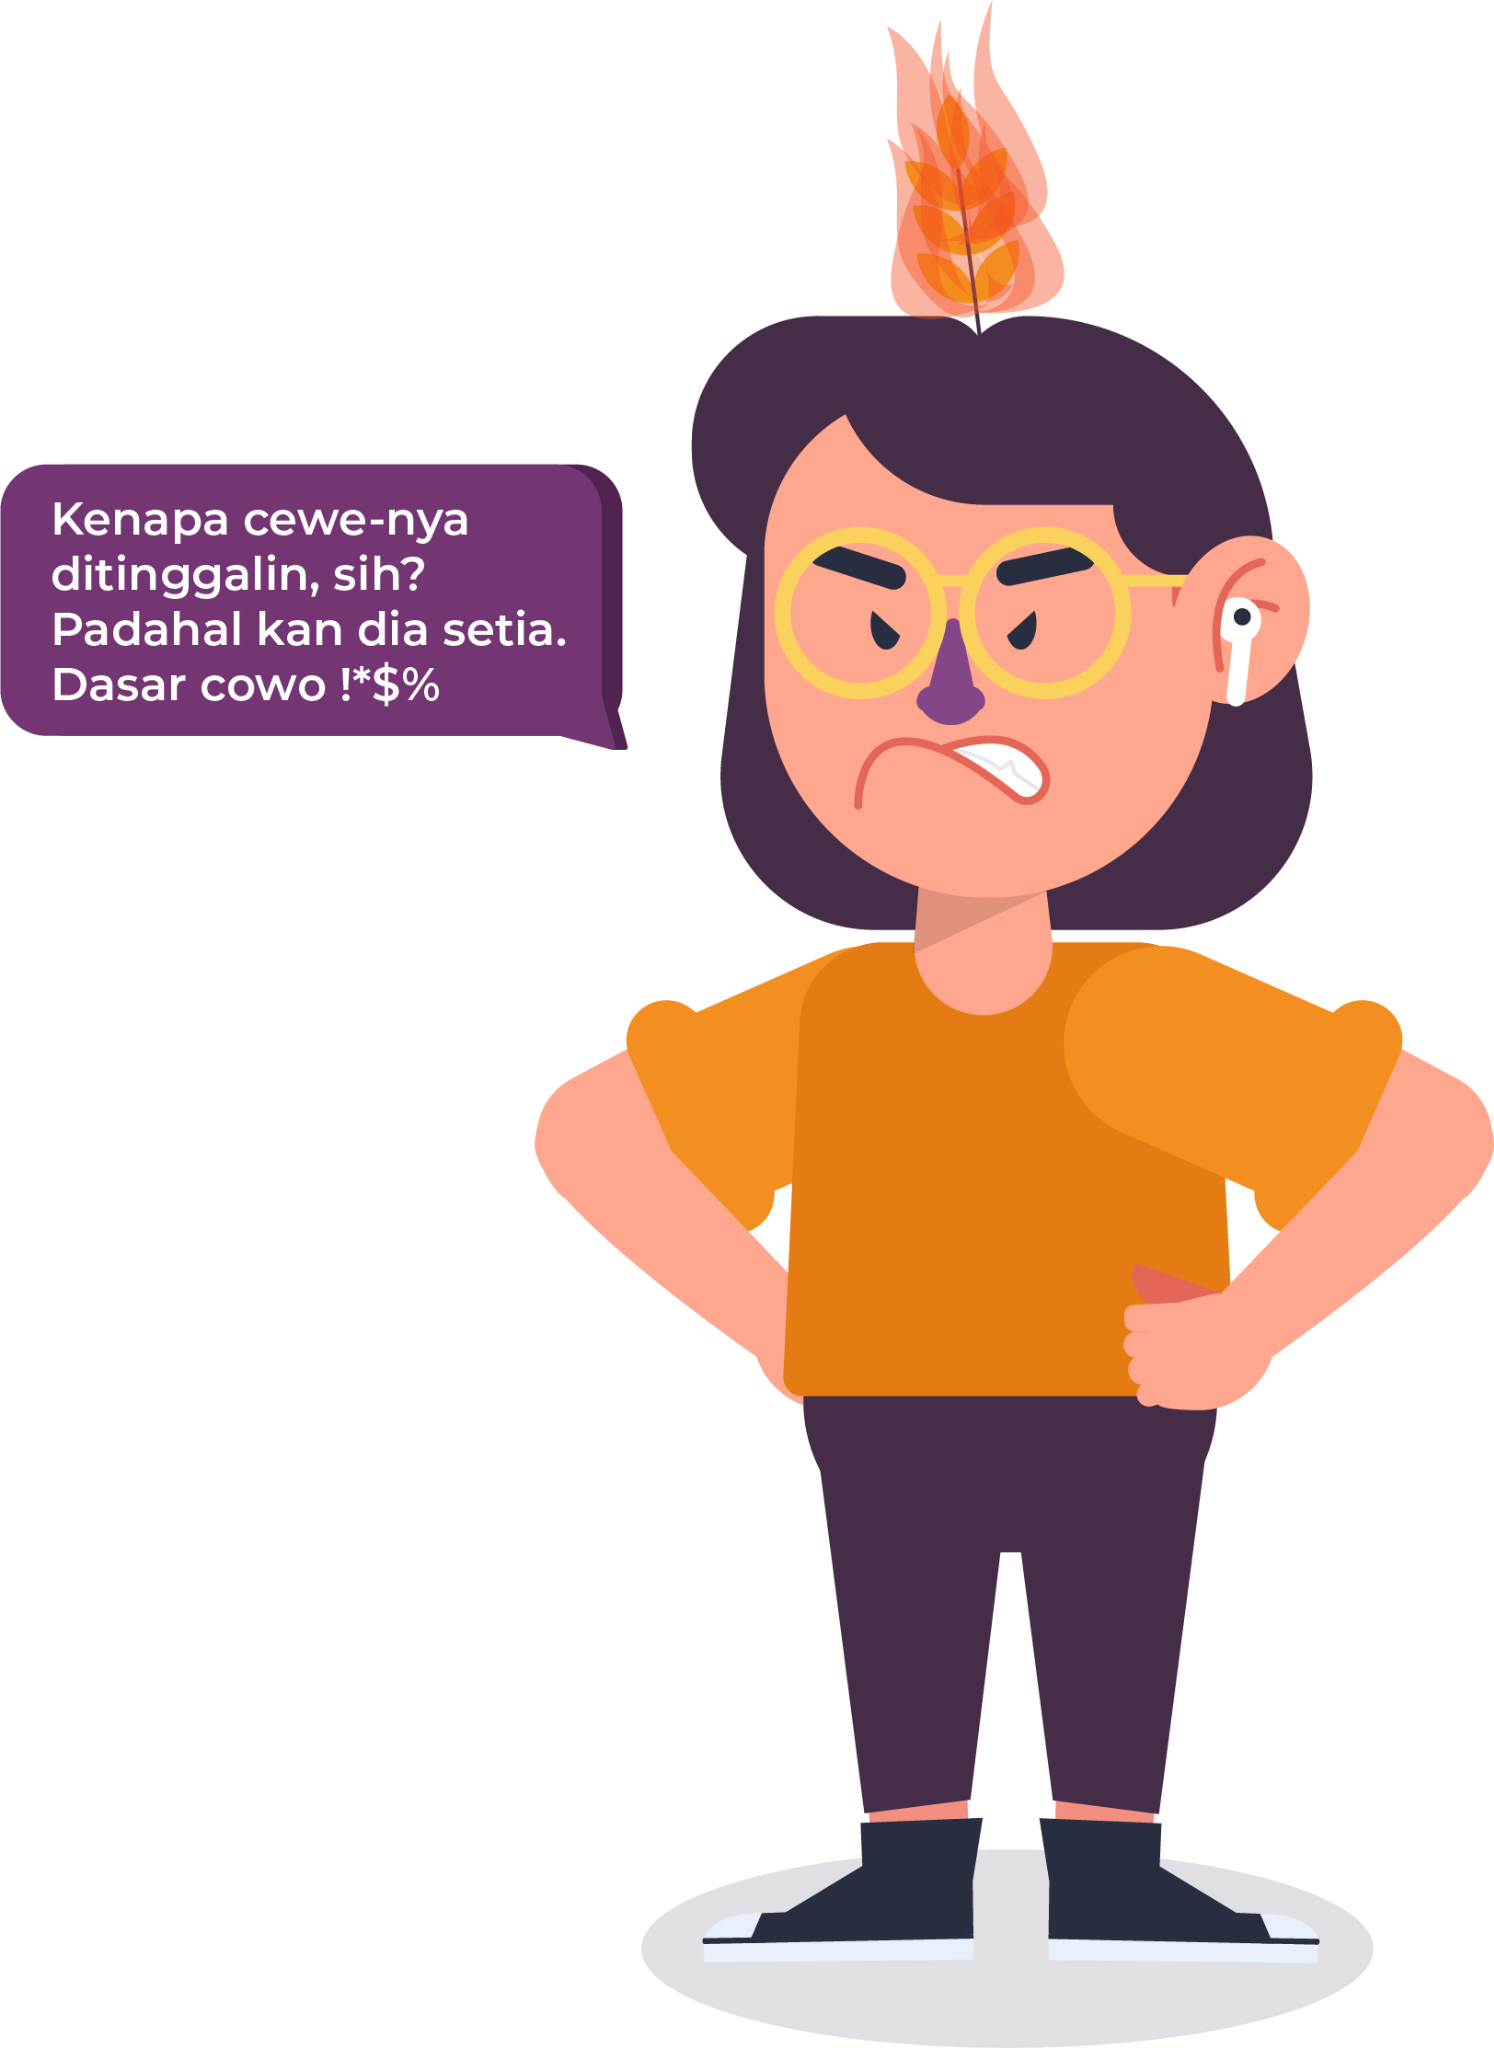 Kenapa cewe-nya
ditinggalin, sih?
Padahal kan dia setia.
Dasar cowo !*$%